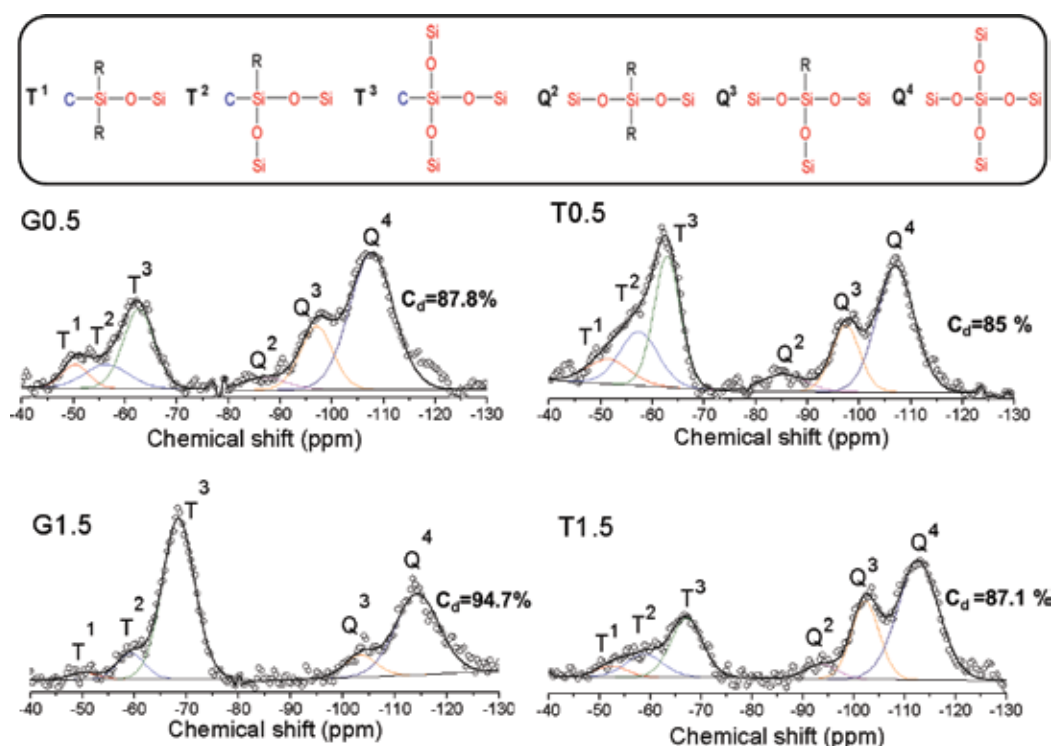 R
T¹ C—Si—O—Si
R
R
T² C—Si—O—Si
O
Si
Si
O
T³ C—Si—O—Si
O
Si
R
Q² Si—O—Si—O—Si
R
R
Q³ Si—O—Si—O—Si
O
Si
Si
O
Q⁴ Si—O—Si—O—Si
O
Si
G0.5
T¹ T² T³ Q² Q³ Q⁴
C_d=87.8%
-40 -50 -60 -70 -80 -90 -100 -110 -120 -130
Chemical shift (ppm)
T0.5
T¹ T² T³ Q² Q³ Q⁴
C_d=85 %
-40 -50 -60 -70 -80 -90 -100 -110 -120 -130
Chemical shift (ppm)
G1.5
T¹ T² T³ Q³ Q⁴
C_d=94.7%
-40 -50 -60 -70 -80 -90 -100 -110 -120 -130
Chemical shift (ppm)
T1.5
T¹ T² T³ Q² Q³ Q⁴
C_d=87.1 %
-40 -50 -60 -70 -80 -90 -100 -110 -120 -130
Chemical shift (ppm)